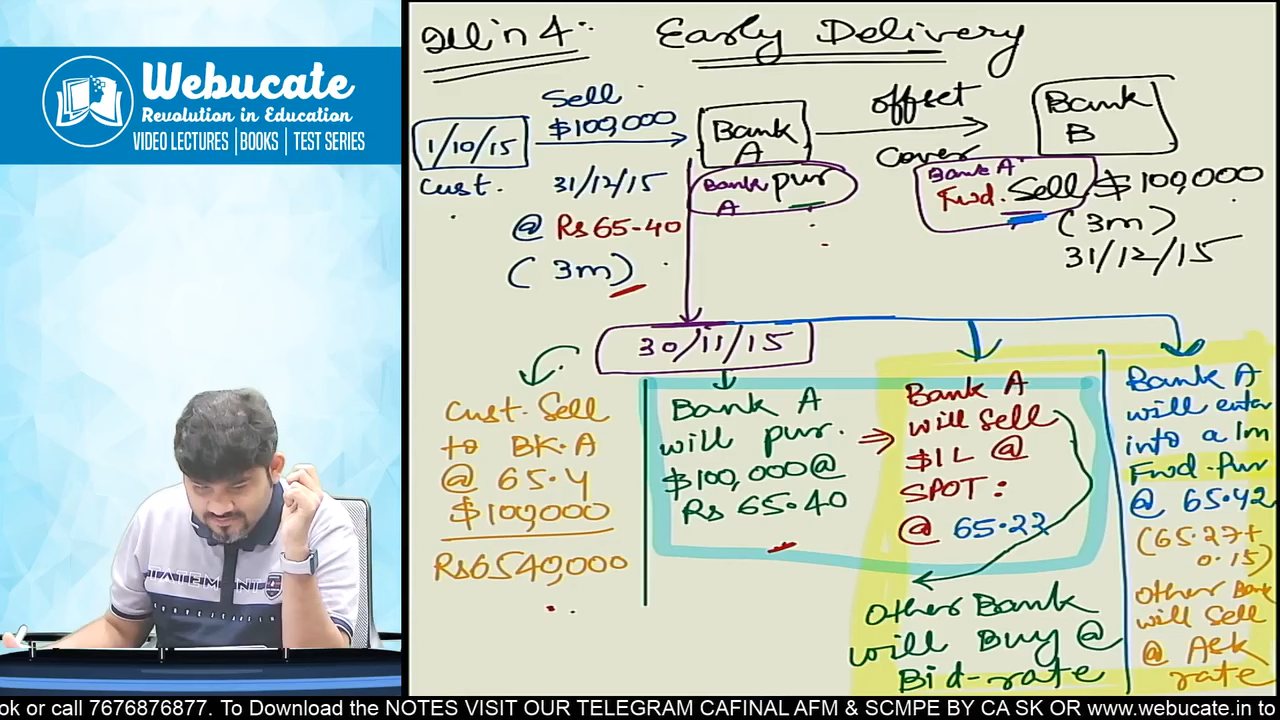 Webucate
Revolution in Education
VIDEO LECTURES | BOOKS | TEST SERIES
Illⁿ 4: Early Delivery
1/10/15
Cust.
Sell
$100,000
31/12/15
@ Rs 65.40
(3m)
Bank
A
Bank pur
A
offset
Cover
Bank
B
Bank A
Fwd. Sell $100,000
(3m)
31/12/15
30/11/15
Cust. Sell
to BK. A
@ 65.4
$100,000
Rs 6540,000
Bank A
will pur.
$100,000 @
Rs 65.40
⇒
Bank A
will Sell
$1L @
SPOT:
@ 65.22
Other Bank
will Buy @
Bid-rate
Bank A
will enter
into a 1m
Fwd. Pur
@ 65.42
(65.27+
0.15)
Other Bank
will Sell
@ Ask
rate
STATEMENT
ok or call 7676876877. To Download the NOTES VISIT OUR TELEGRAM CAFINAL AFM & SCMPE BY CA SK OR www.webucate.in to